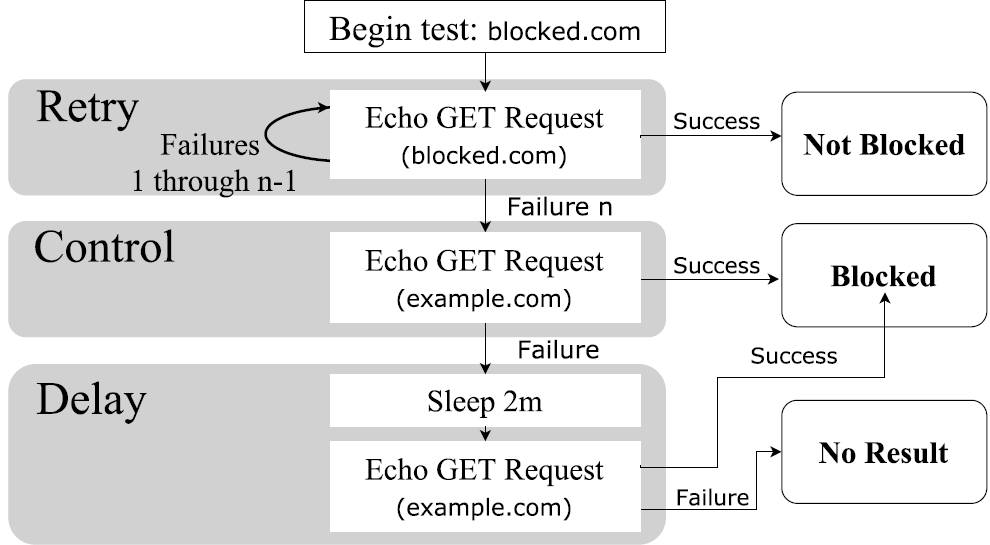 Begin test: blocked.com
Retry
Echo GET Request
(blocked.com)
Failures
1 through n-1
Success
Not Blocked
Failure n
Control
Echo GET Request
(example.com)
Success
Blocked
Failure
Success
Delay
Sleep 2m
Echo GET Request
(example.com)
Failure
No Result